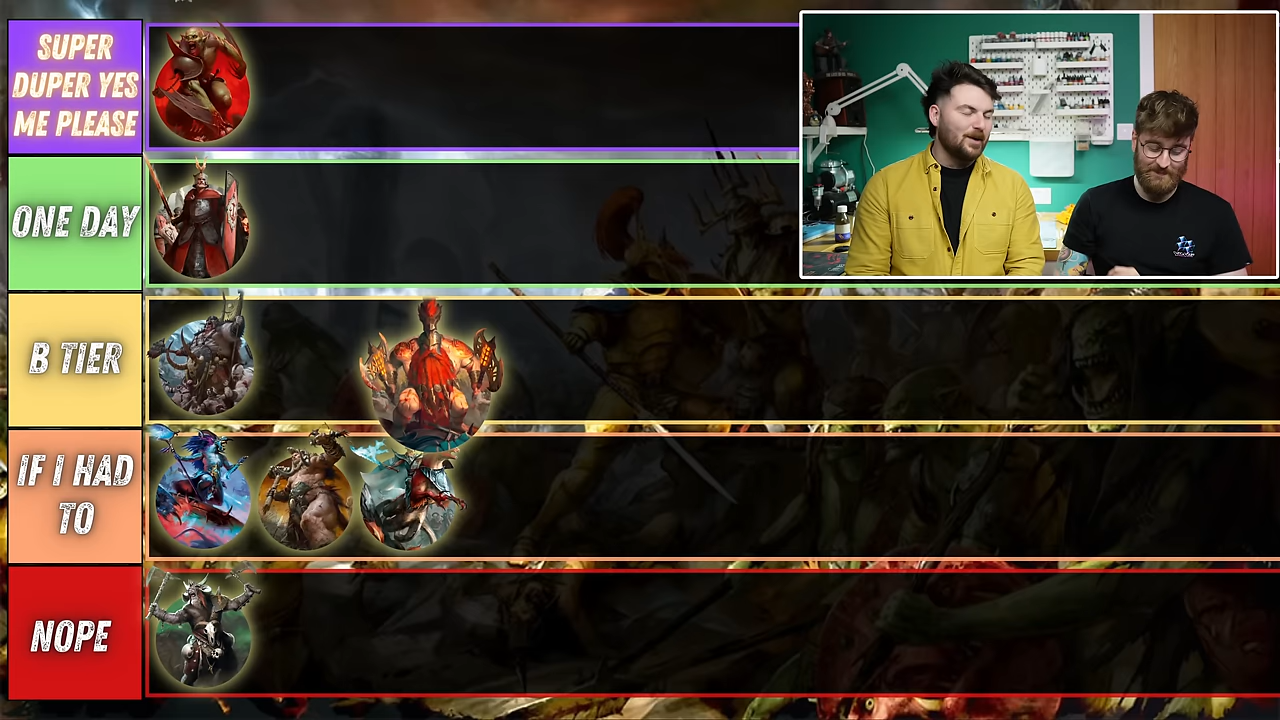 SUPER
DUPER YES
ME PLEASE
ONE DAY
B TIER
IF I HAD
TO
NOPE